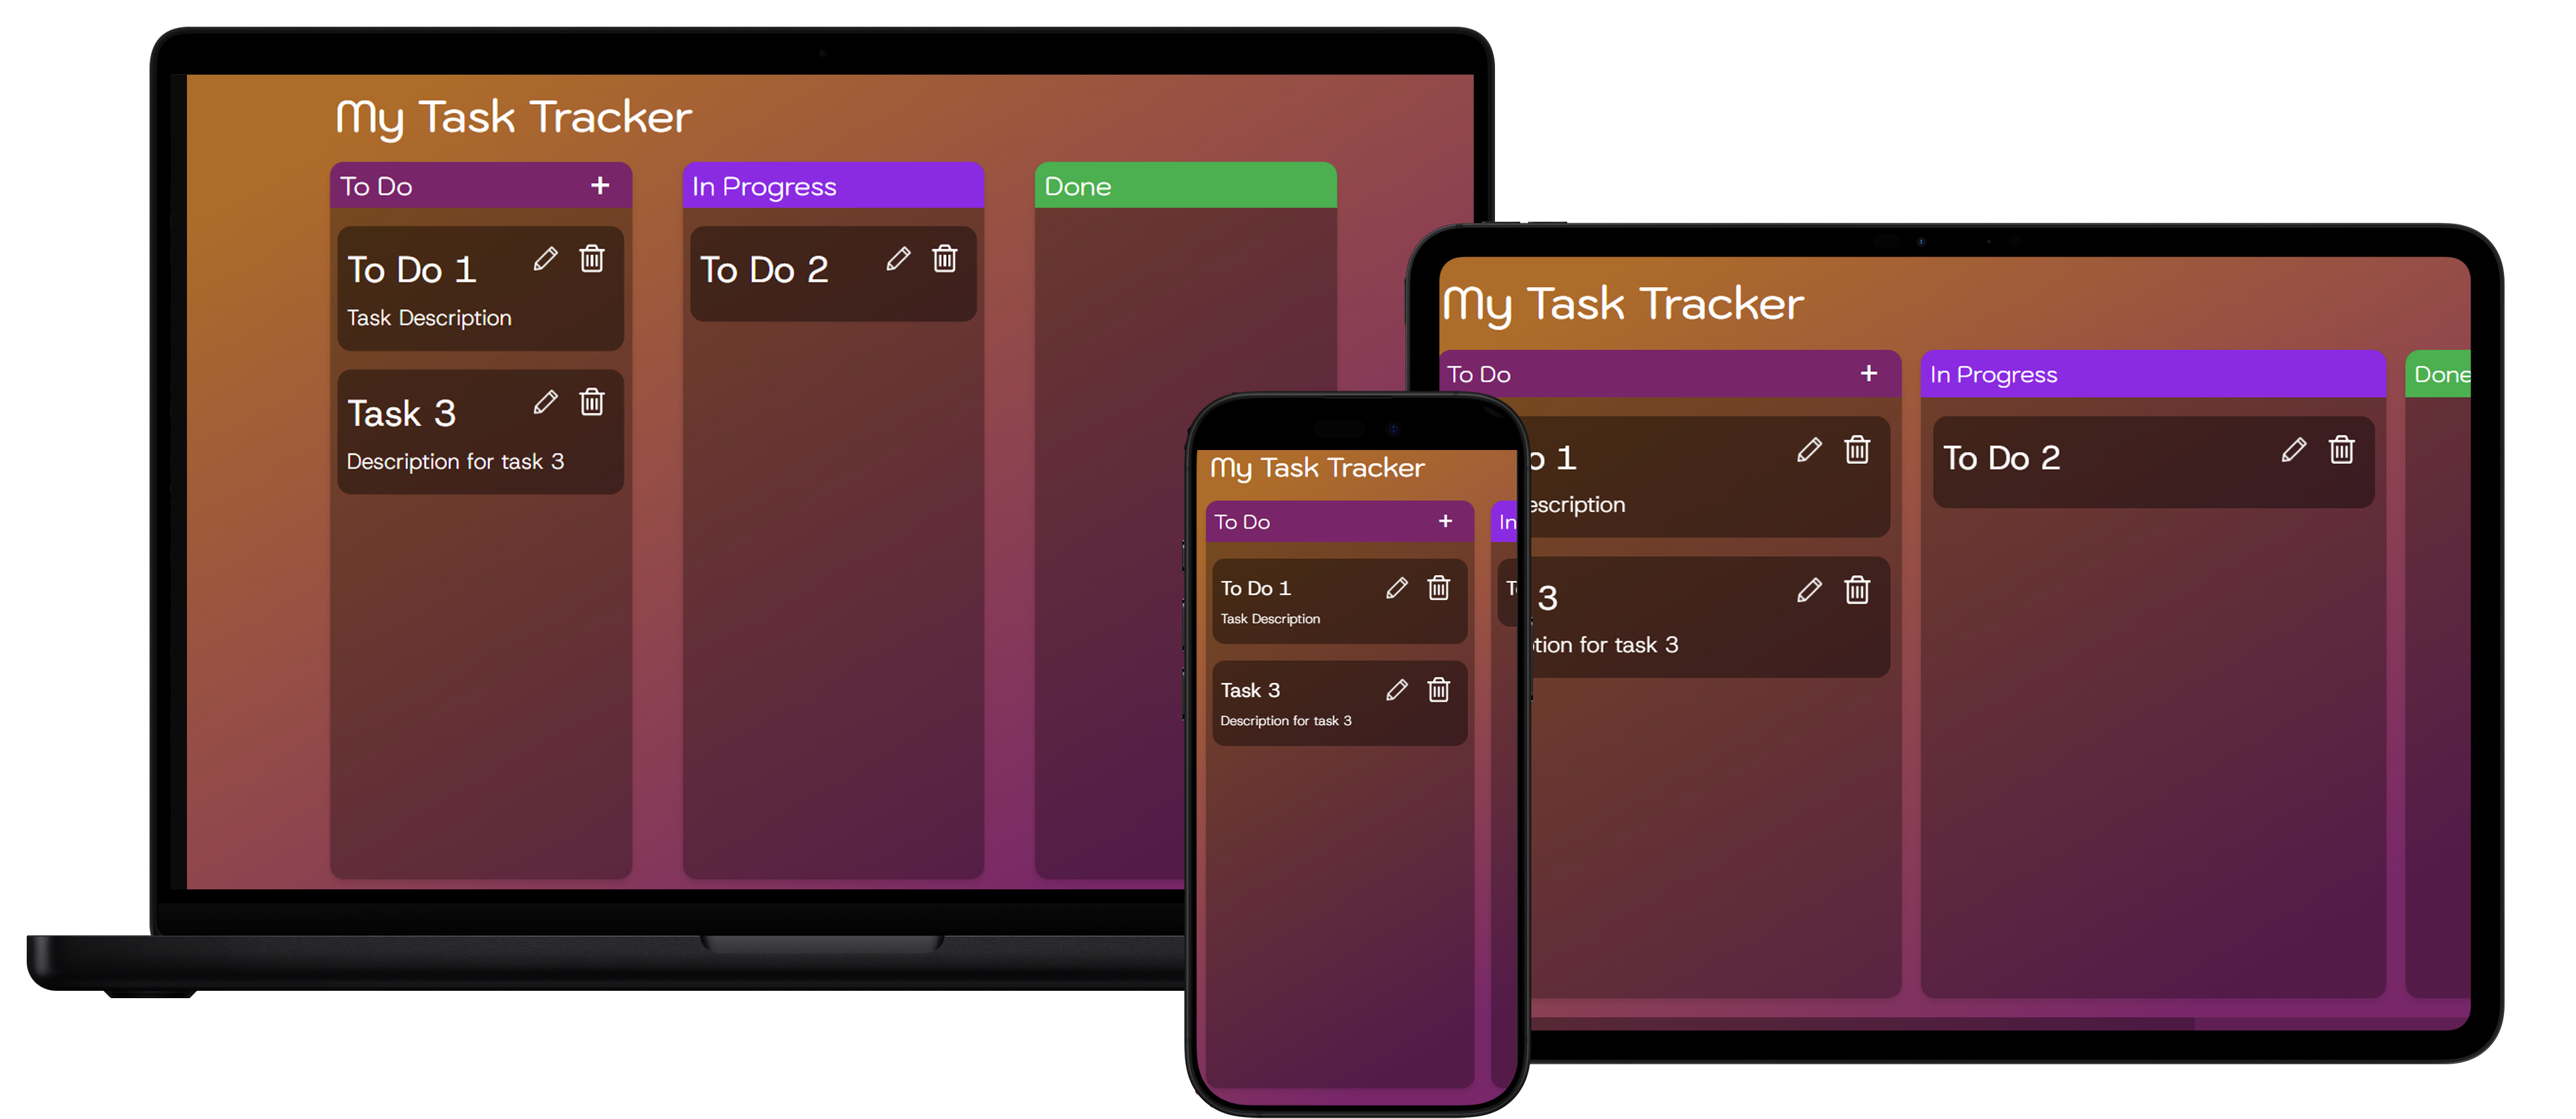 My Task Tracker
To Do +
In Progress
Done
To Do 1
Task Description
To Do 2
Task 3
Description for task 3
My Task Tracker
To Do +
In Progress
Done
o 1
escription
To Do 2
3
tion for task 3
My Task Tracker
To Do +
In
To Do 1
Task Description
Task 3
Description for task 3